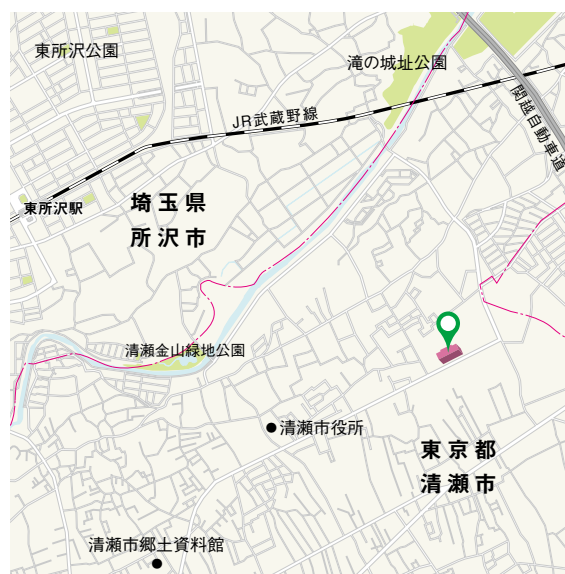 東所沢公園
滝の城址公園
関越自動車道
JR武蔵野線
東所沢駅
埼玉県
所沢市
清瀬金山緑地公園
清瀬市役所
東京都
清瀬市
清瀬市郷土資料館